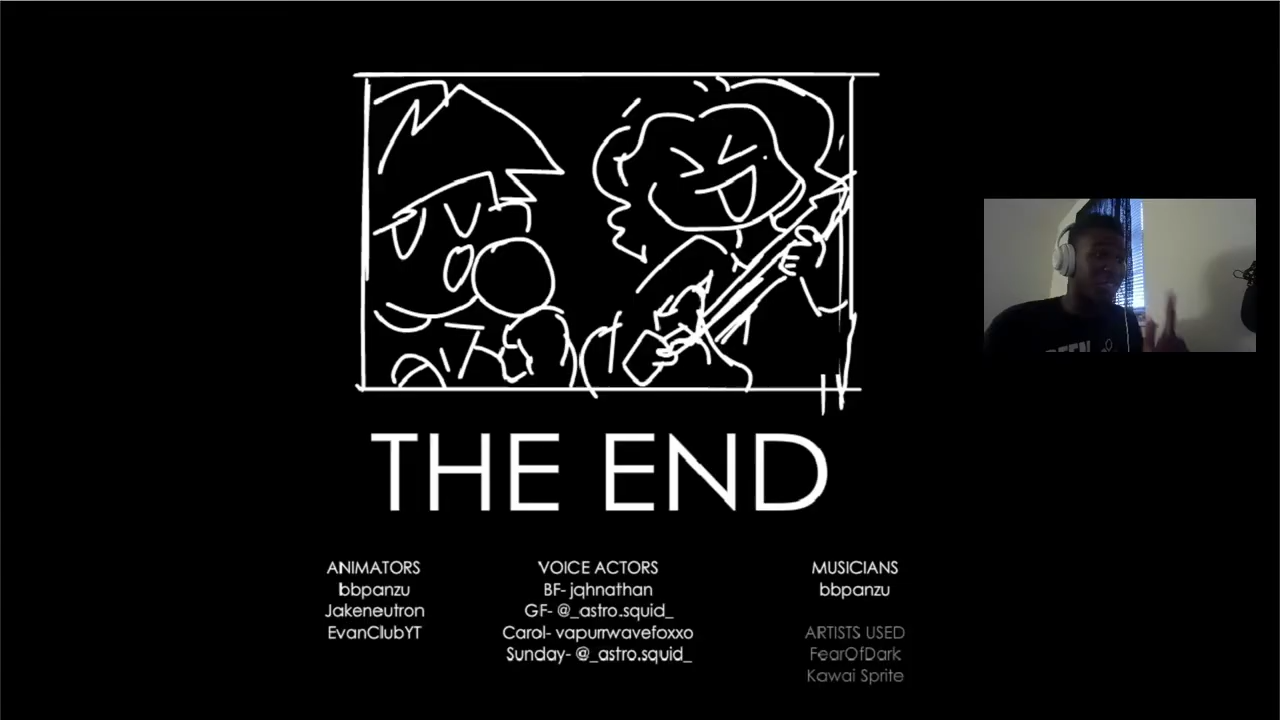 THE END
ANIMATORS
bbpanzu
Jakeneutron
EvanClubYT
VOICE ACTORS
BF- jqhnathan
GF- @_astro.squid_
Carol- vapurrwavefoxxo
Sunday- @_astro.squid_
MUSICIANS
bbpanzu
ARTISTS USED
FearOfDark
Kawai Sprite